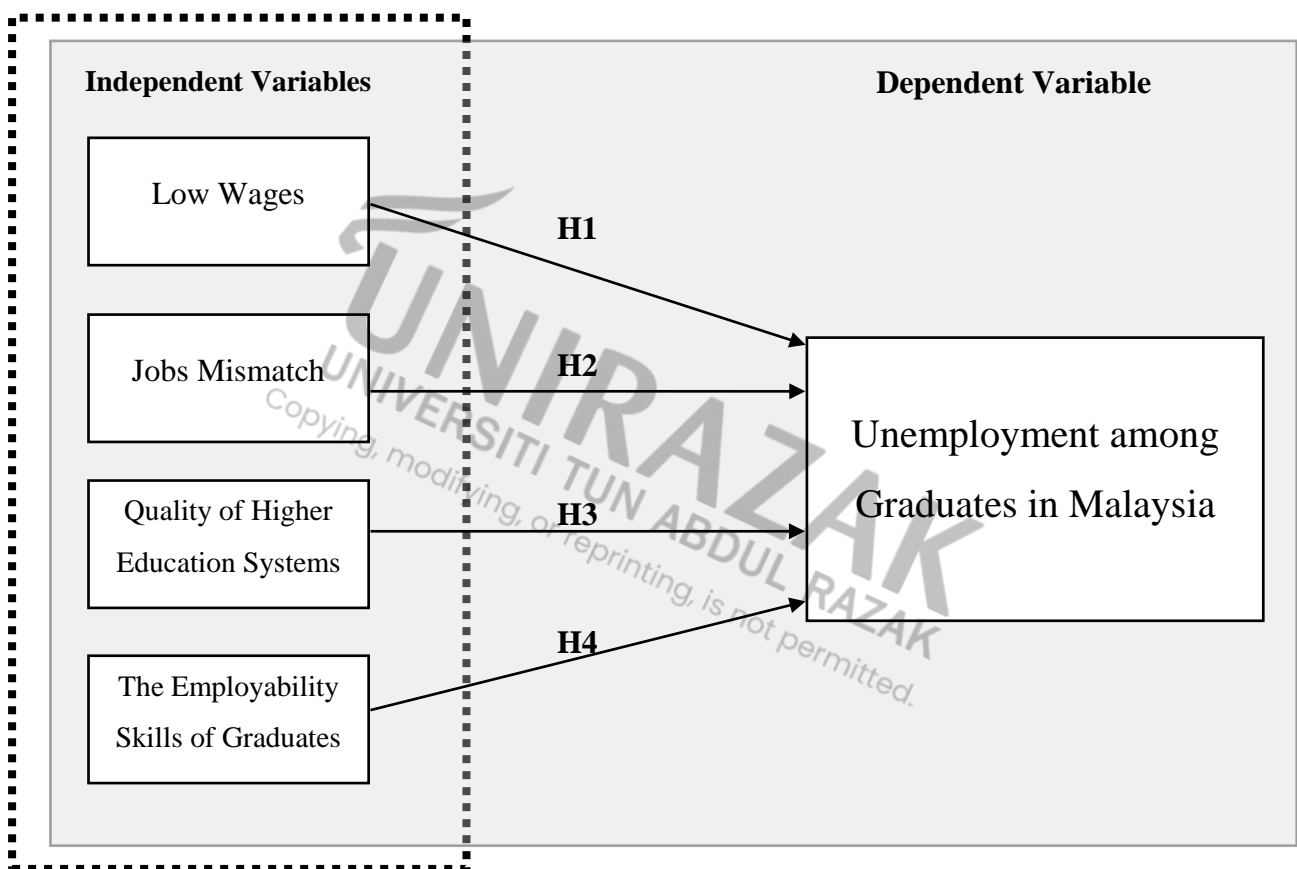 Independent Variables
Dependent Variable
Low Wages
H1
Jobs Mismatch
H2
Unemployment among
Graduates in Malaysia
Quality of Higher
Education Systems
H3
The Employability
Skills of Graduates
H4
UNIRAZAK
UNIVERSITI TUN ABDUL RAZAK
Copying, modifying, or reprinting, is not permitted.